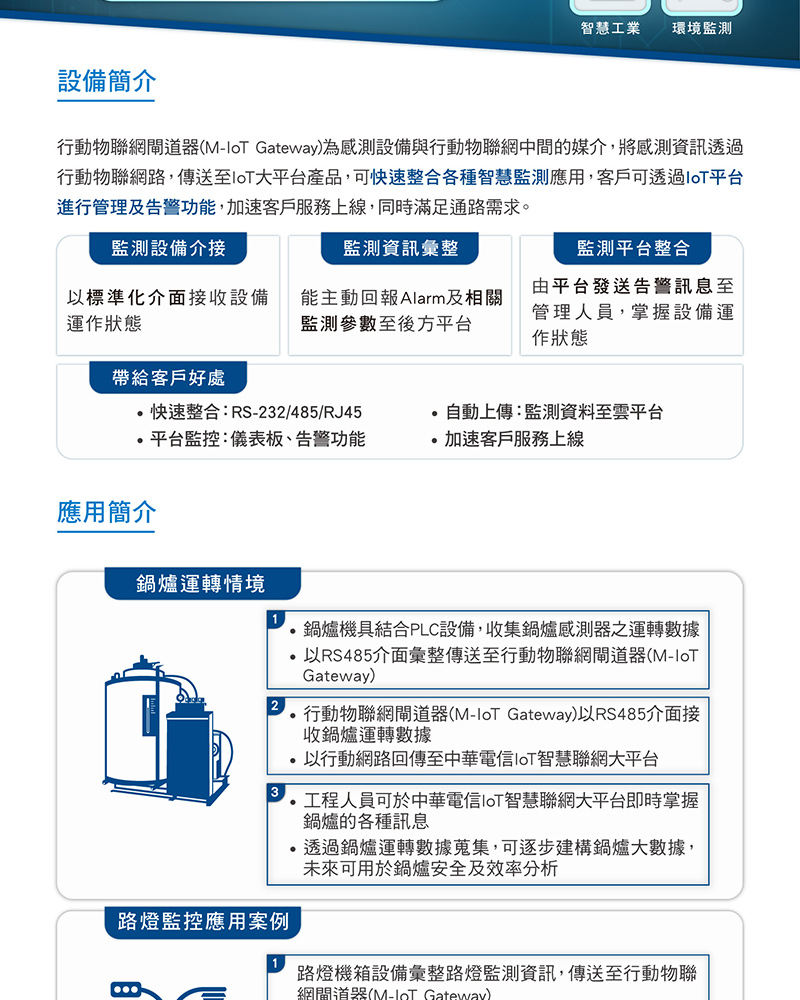 智慧工業
環境監測
設備簡介
行動物聯網閘道器(M-IoT Gateway)為感測設備與行動物聯網中間的媒介，將感測資訊透過
行動物聯網路，傳送至IoT大平台產品，可快速整合各種智慧監測應用，客戶可透過IoT平台
進行管理及告警功能，加速客戶服務上線，同時滿足通路需求。
監測設備介接
以標準化介面接收設備
運作狀態
監測資訊彙整
能主動回報Alarm及相關
監測參數至後方平台
監測平台整合
由平台發送告警訊息至
管理人員，掌握設備運
作狀態
帶給客戶好處
• 快速整合：RS-232/485/RJ45
• 平台監控：儀表板、告警功能
• 自動上傳：監測資料至雲平台
• 加速客戶服務上線
應用簡介
鍋爐運轉情境
1
• 鍋爐機具結合PLC設備，收集鍋爐感測器之運轉數據
• 以RS485介面彙整傳送至行動物聯網閘道器(M-IoT
Gateway)
2
• 行動物聯網閘道器(M-IoT Gateway)以RS485介面接
收鍋爐運轉數據
• 以行動網路回傳至中華電信IoT智慧聯網大平台
3
• 工程人員可於中華電信IoT智慧聯網大平台即時掌握
鍋爐的各種訊息
• 透過鍋爐運轉數據蒐集，可逐步建構鍋爐大數據，
未來可用於鍋爐安全及效率分析
路燈監控應用案例
1
路燈機箱設備彙整路燈監測資訊，傳送至行動物聯
網閘道器(M-IoT Gateway)